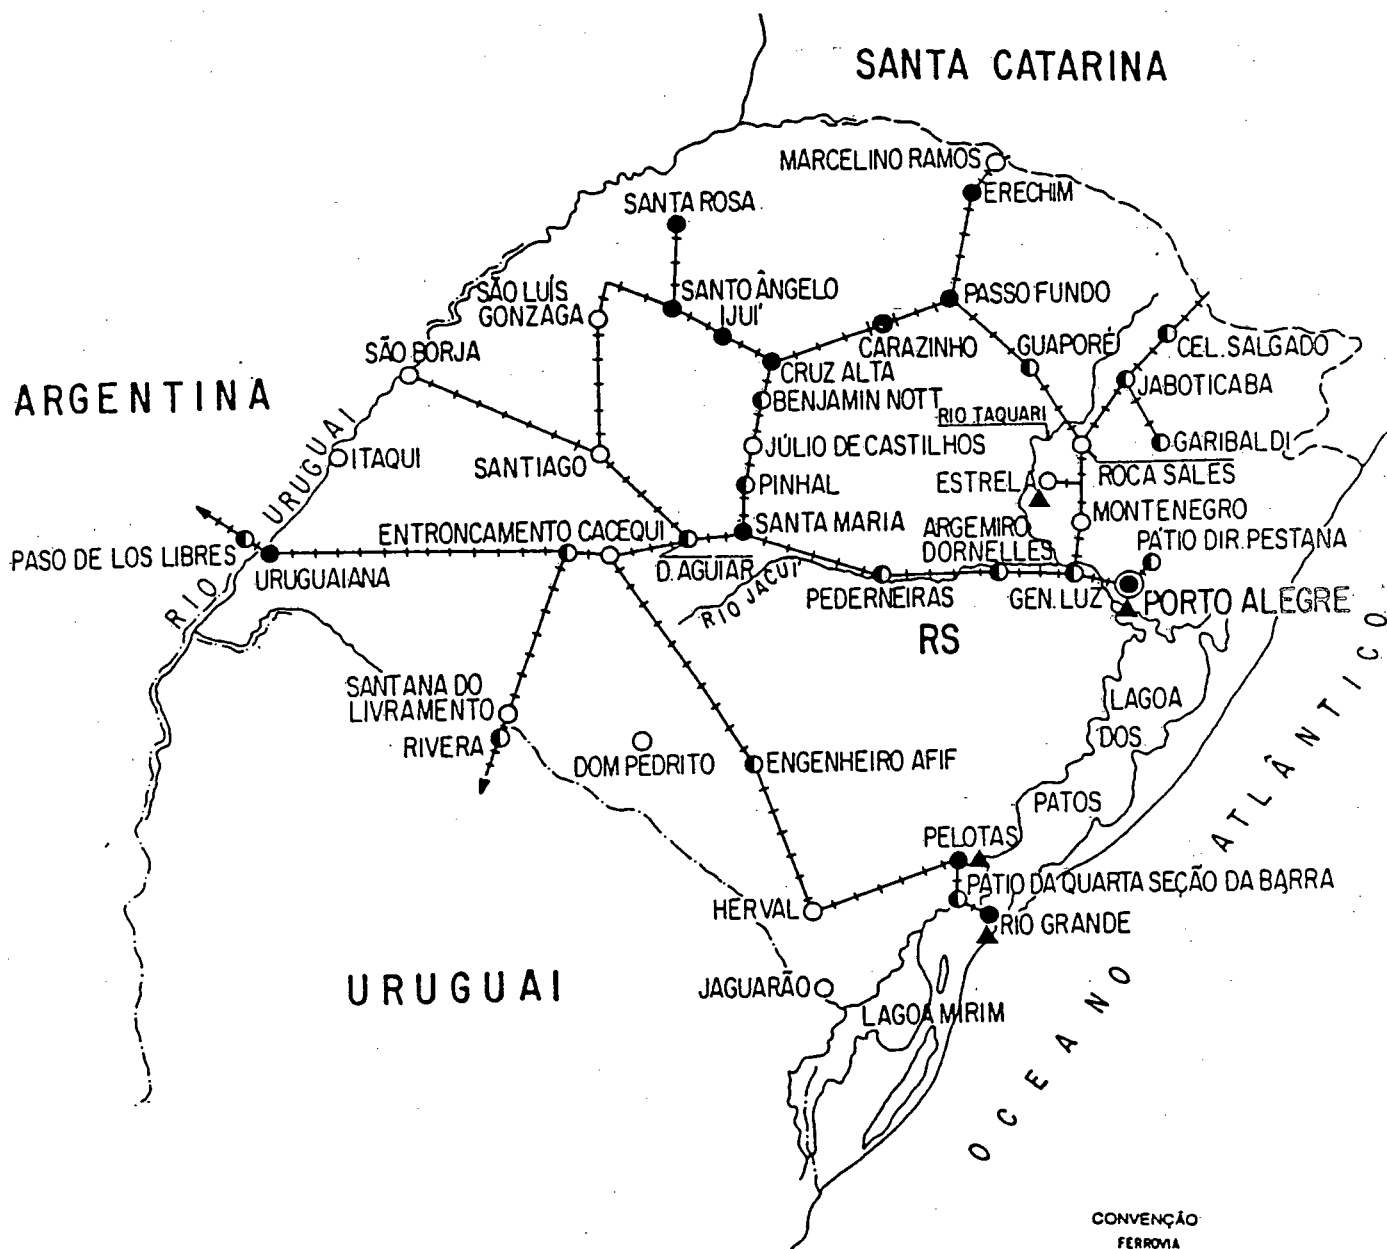 SANTA CATARINA
MARCELINO RAMOS
ERECHIM
SANTA ROSA
SÃO LUÍS
GONZAGA
SANTO ÂNGELO
IJUÍ
PASSO FUNDO
CARAZINHO
GUAPORÉ
CEL. SALGADO
SÃO BORJA
CRUZ ALTA
JABOTICABA
ARGENTINA
BENJAMIN NOTT
RIO TAQUARI
ITAQUI
SANTIAGO
JÚLIO DE CASTILHOS
GARIBALDI
ROCA SALES
PINHAL
ESTRELA
MONTENEGRO
RIO URUGUAI
ENTRONCAMENTO CACEQUI
SANTA MARIA
ARGEMIRO
DORNELLES
PÁTIO DIR. PESTANA
PASO DE LOS LIBRES
URUGUAIANA
D. AGUIAR
RIO JACUÍ
PEDERNEIRAS
GEN. LUZ
PORTO ALEGRE
RS
SANTANA DO
LIVRAMENTO
RIVERA
DOM PEDRITO
ENGENHEIRO AFIF
LAGOA
DOS
PATOS
PELOTAS
PÁTIO DA QUARTA SEÇÃO DA BARRA
HERVAL
RIO GRANDE
URUGUAI
JAGUARÃO
LAGOA MIRIM
OCEANO ATLÂNTICO
CONVENÇÃO
FERROVIA